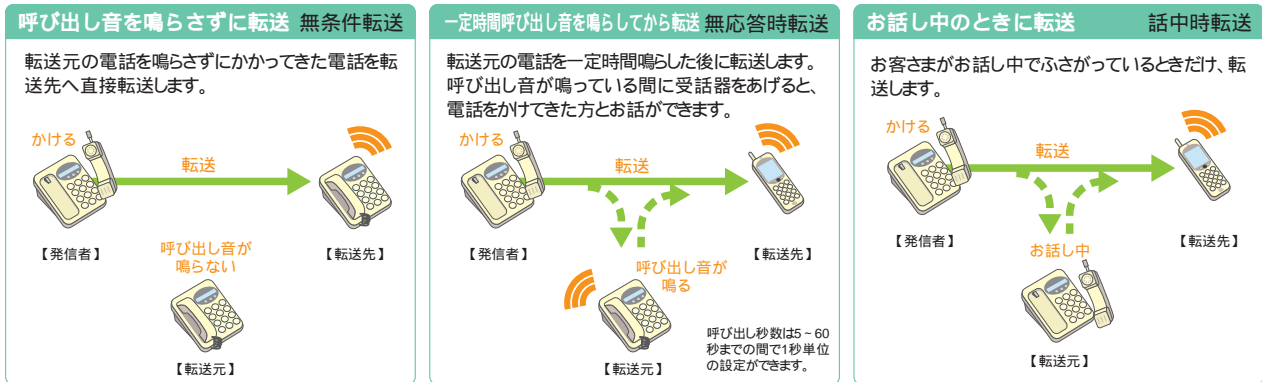 呼び出し音を鳴らさずに転送 無条件転送
転送元の電話を鳴らさずにかかってきた電話を転
送先へ直接転送します。
かける
転送
【発信者】
【転送先】
呼び出し音が
鳴らない
【転送元】
一定時間呼び出し音を鳴らしてから転送 無応答時転送
転送元の電話を一定時間鳴らした後に転送します。
呼び出し音が鳴っている間に受話器をあげると、
電話をかけてきた方とお話ができます。
かける
転送
【発信者】
【転送先】
呼び出し音が
鳴る
【転送元】
呼び出し秒数は5~60
秒までの間で1秒単位
の設定ができます。
お話し中のときに転送 話中時転送
お客さまがお話し中でふさがっているときだけ、転
送します。
かける
転送
【発信者】
【転送先】
お話し中
【転送元】